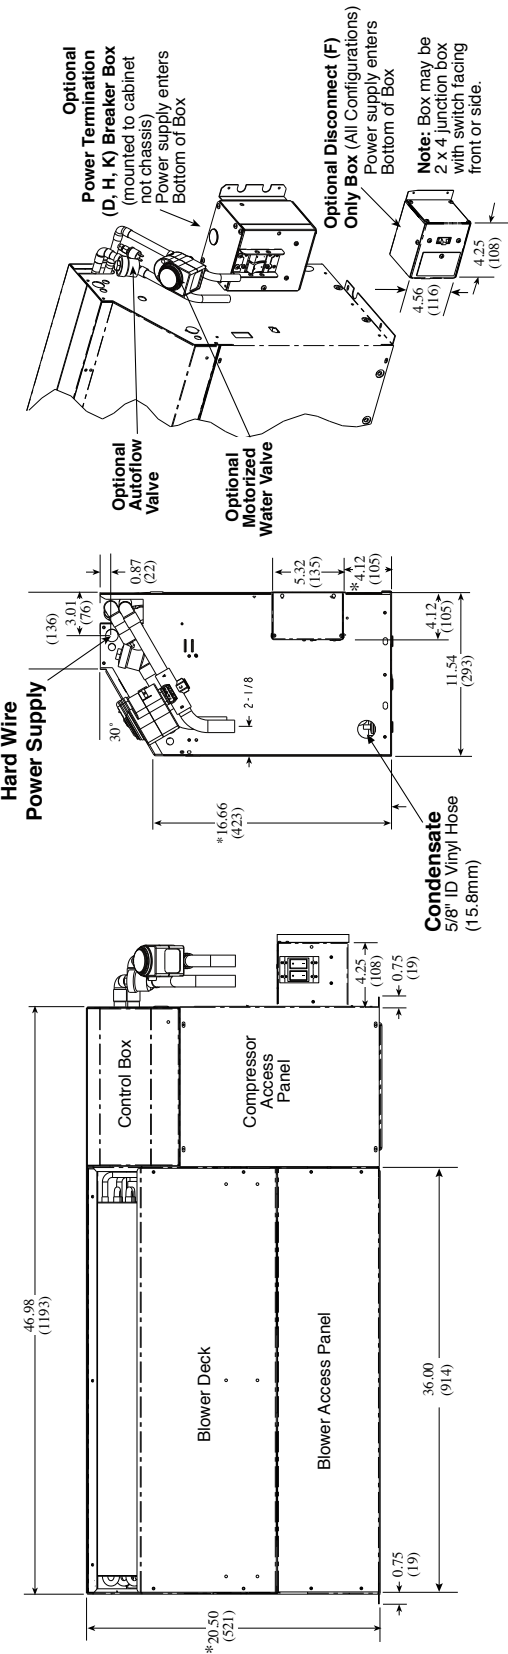 46.98
(1193)
*20.50
(521)
Control Box
Blower Deck
Compressor
Access
Panel
Blower Access Panel
4.25
(108)
0.75
(19)
0.75
(19)
36.00
(914)
Hard Wire
Power Supply
(136)
3.01
(76)
0.87
(22)
30°
2-1/8
*16.66
(423)
5.32
(135)
*4.12
(105)
4.12
(105)
11.54
(293)
Condensate
5/8" ID Vinyl Hose
(15.8mm)
Optional
Autoflow
Valve
Optional
Motorized
Water Valve
Optional
Power Termination
(D, H, K) Breaker Box
(mounted to cabinet
not chassis)
Power supply enters
Bottom of Box
Optional Disconnect (F)
Only Box (All Configurations)
Power supply enters
Bottom of Box
Note: Box may be
2 x 4 junction box
with switch facing
front or side.
4.56
(116)
4.25
(108)